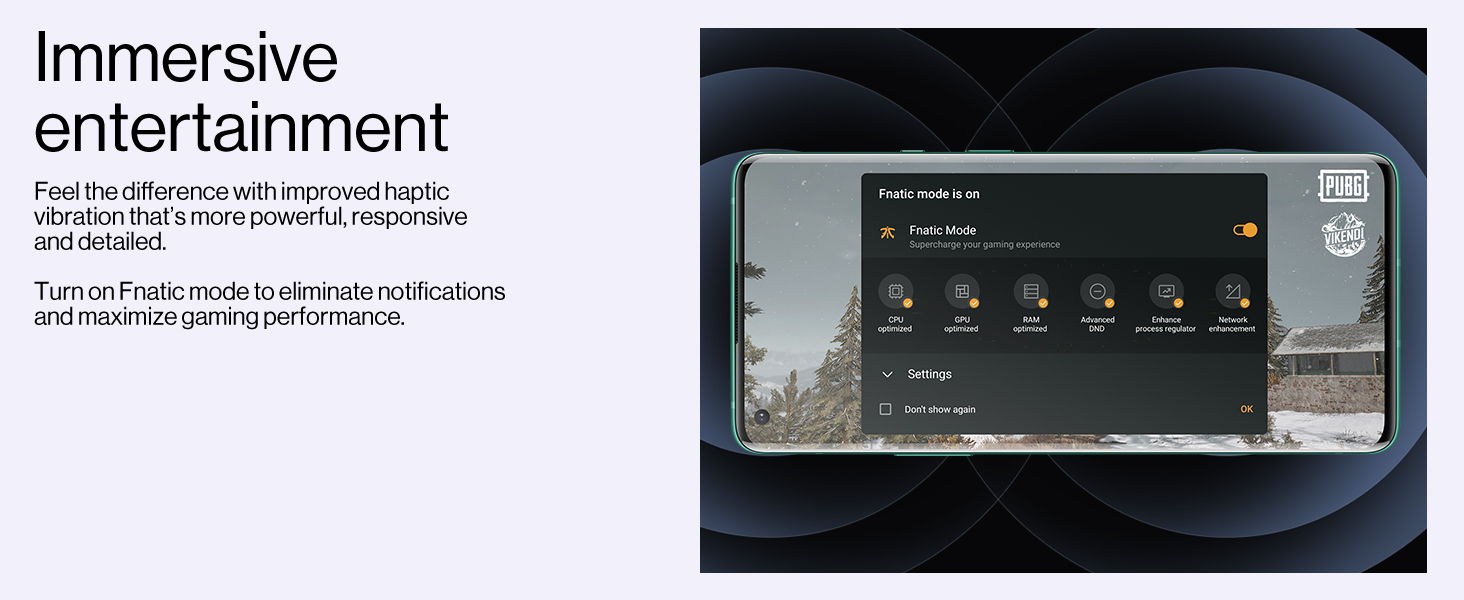 Immersive
entertainment
Feel the difference with improved haptic
vibration that's more powerful, responsive
and detailed.
Turn on Fnatic mode to eliminate notifications
and maximize gaming performance.
Fnatic mode is on
Fnatic Mode
Supercharge your gaming experience
CPU
optimized
GPU
optimized
RAM
optimized
Advanced
DND
Enhance
process regulator
Network
enhancement
Settings
Don't show again
OK
PUBG
VIKENDI